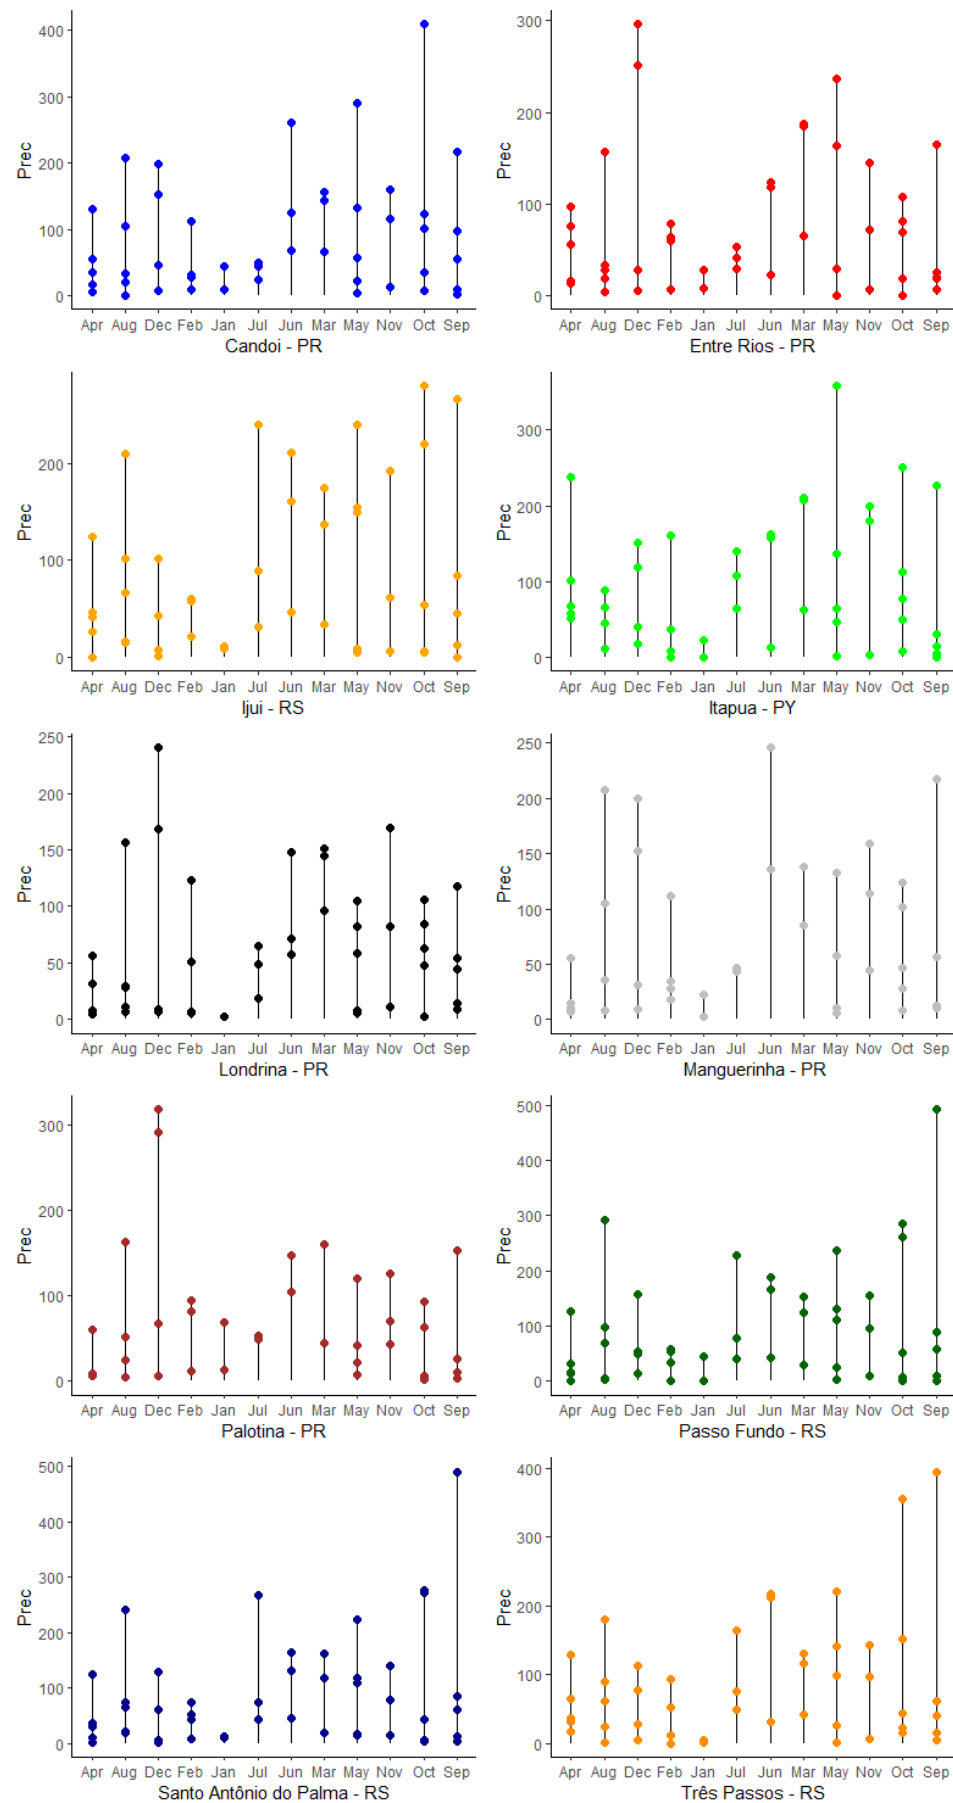 400
300
200
100
0
Prec
Apr Aug Dec Feb Jan Jul Jun Mar May Nov Oct Sep
Candoi - PR
300
200
100
0
Prec
Apr Aug Dec Feb Jan Jul Jun Mar May Nov Oct Sep
Entre Rios - PR
200
100
0
Prec
Apr Aug Dec Feb Jan Jul Jun Mar May Nov Oct Sep
Ijui - RS
300
200
100
0
Prec
Apr Aug Dec Feb Jan Jul Jun Mar May Nov Oct Sep
Itapua - PY
250
200
150
100
50
0
Prec
Apr Aug Dec Feb Jan Jul Jun Mar May Nov Oct Sep
Londrina - PR
250
200
150
100
50
0
Prec
Apr Aug Dec Feb Jan Jul Jun Mar May Nov Oct Sep
Manguerinha - PR
300
200
100
0
Prec
Apr Aug Dec Feb Jan Jul Jun Mar May Nov Oct Sep
Palotina - PR
500
400
300
200
100
0
Prec
Apr Aug Dec Feb Jan Jul Jun Mar May Nov Oct Sep
Passo Fundo - RS
500
400
300
200
100
0
Prec
Apr Aug Dec Feb Jan Jul Jun Mar May Nov Oct Sep
Santo Antônio do Palma - RS
400
300
200
100
0
Prec
Apr Aug Dec Feb Jan Jul Jun Mar May Nov Oct Sep
Três Passos - RS